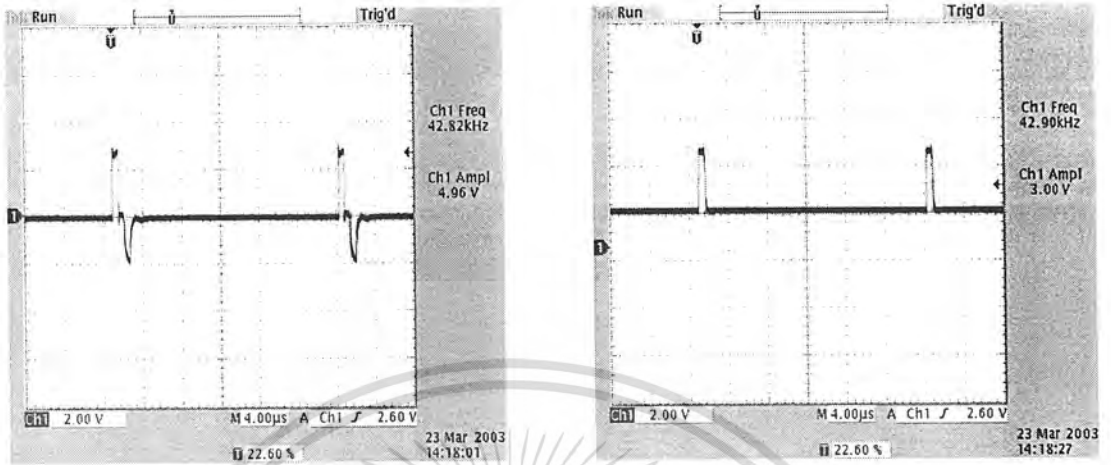 Run Trig'd
Ch1 Freq
42.82kHz
Ch1 Ampl
4.96 V
1
Ch1 2.00 V M 4.00µs A Ch1 ƒ 2.60 V
22.60 %
23 Mar 2003
14:18:01
Run Trig'd
Ch1 Freq
42.90kHz
Ch1 Ampl
3.00 V
1
Ch1 2.00 V M 4.00µs A Ch1 ƒ 2.60 V
22.60 %
23 Mar 2003
14:18:27